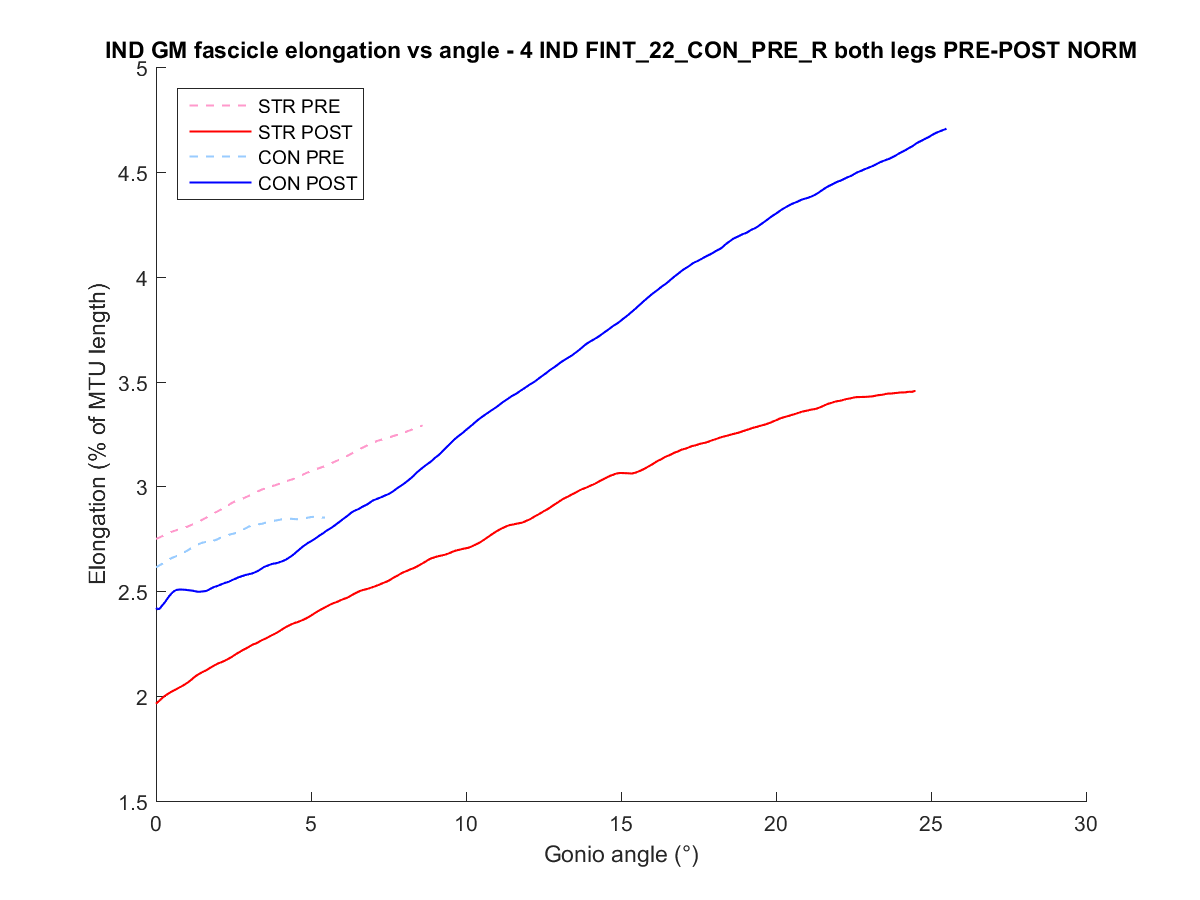 IND GM fascicle elongation vs angle - 4 IND FINT_22_CON_PRE_R both legs PRE-POST NORM
5
STR PRE
STR POST
CON PRE
CON POST
4.5
4
3.5
3
2.5
2
1.5
Elongation (% of MTU length)
0 5 10 15 20 25 30
Gonio angle (°)